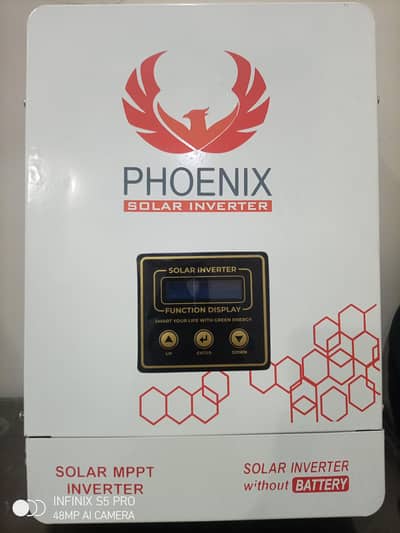 PHOENIX
SOLAR INVERTER
SOLAR INVERTER
FUNCTION DISPLAY
SMART YOUR LIFE WITH GREEN ENERGY
UP
ENTER
DOWN
SOLAR MPPT
INVERTER
SOLAR INVERTER
without BATTERY
INFINIX S5 PRO
48MP AI CAMERA